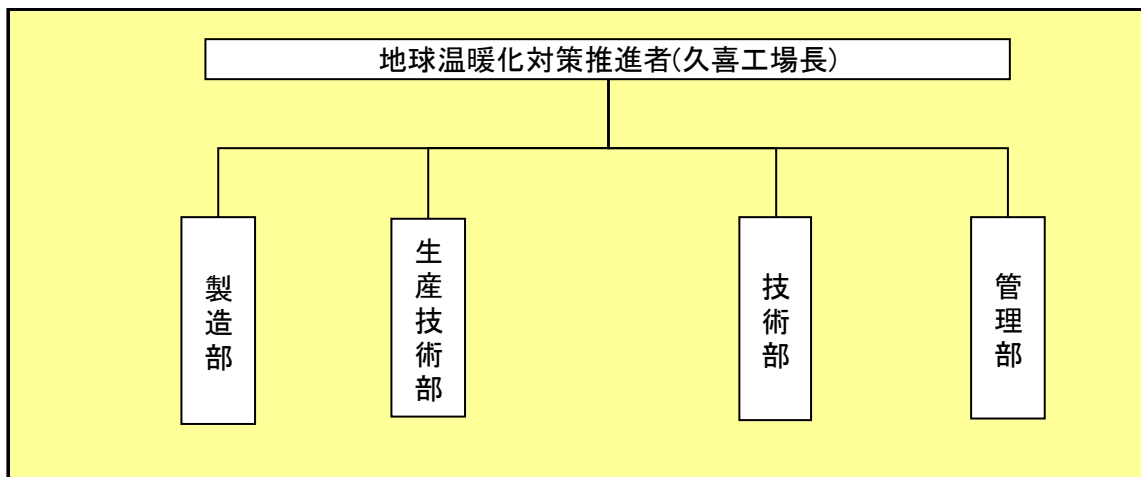 地球温暖化対策推進者(久喜工場長)
製造部
生産技術部
技術部
管理部